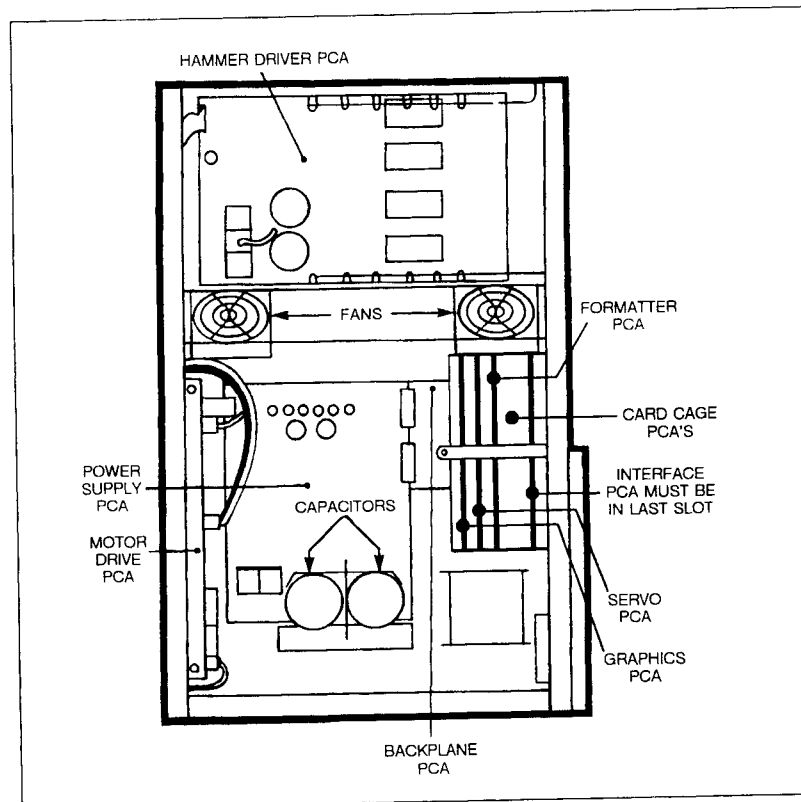 HAMMER DRIVER PCA
FANS
FORMATTER
PCA
CARD CAGE
PCA'S
POWER
SUPPLY
PCA
INTERFACE
PCA MUST BE
IN LAST SLOT
CAPACITORS
MOTOR
DRIVE
PCA
SERVO
PCA
GRAPHICS
PCA
BACKPLANE
PCA